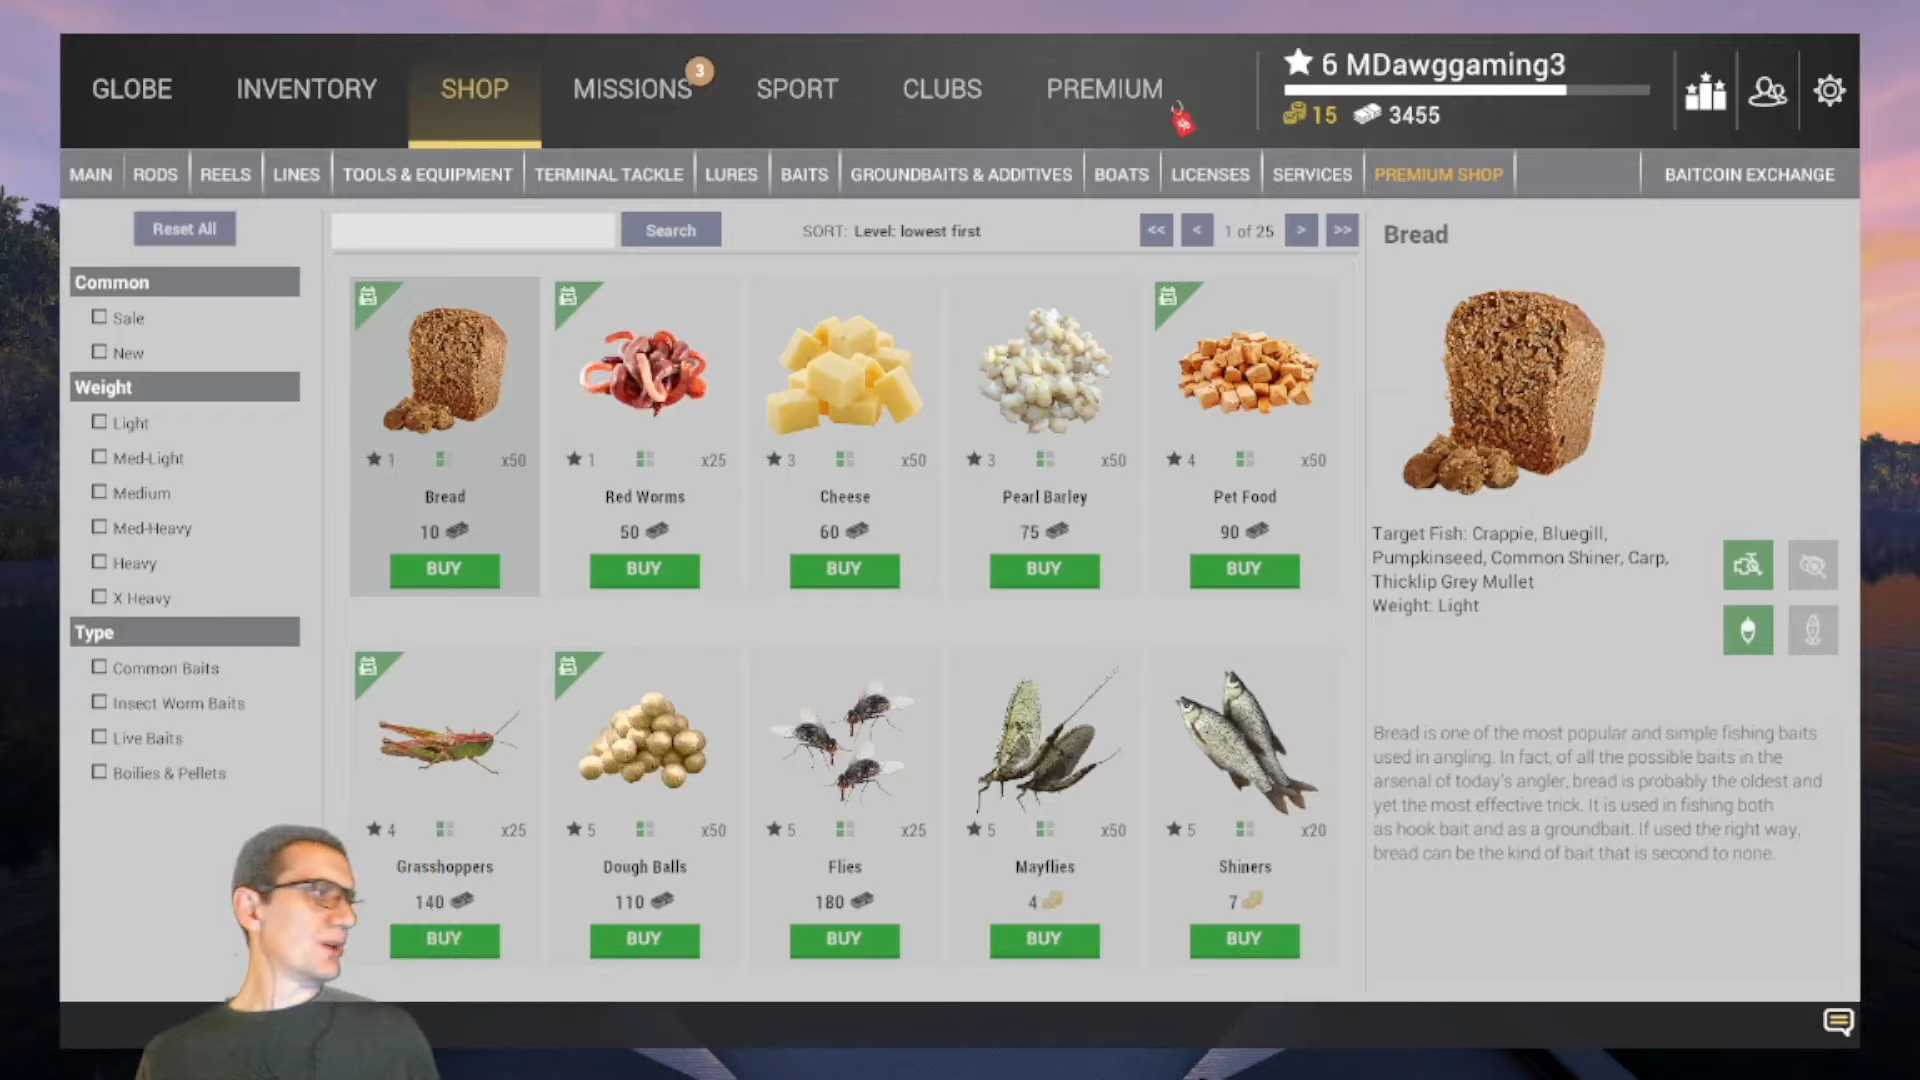 GLOBE INVENTORY SHOP MISSIONS 3 SPORT CLUBS PREMIUM
6 MDawggaming3
15 3455
MAIN RODS REELS LINES TOOLS & EQUIPMENT TERMINAL TACKLE LURES BAITS GROUNDBAITS & ADDITIVES BOATS LICENSES SERVICES PREMIUM SHOP BAITCOIN EXCHANGE
Reset All
Search
SORT: Level: lowest first
<< < 1 of 25 > >>
Common
Sale
New
Weight
Light
Med-Light
Medium
Med-Heavy
Heavy
X Heavy
Type
Common Baits
Insect Worm Baits
Live Baits
Boilies & Pellets
1 x50 1 x25 3 x50 3 x50 4 x50
Bread Red Worms Cheese Pearl Barley Pet Food
10 50 60 75 90
BUY BUY BUY BUY BUY
4 x25 5 x50 5 x25 5 x50 5 x20
Grasshoppers Dough Balls Flies Mayflies Shiners
140 110 180 4 7
BUY BUY BUY BUY BUY
Bread
Target Fish: Crappie, Bluegill,
Pumpkinseed, Common Shiner, Carp,
Thicklip Grey Mullet
Weight: Light
Bread is one of the most popular and simple fishing baits
used in angling. In fact, of all the possible baits in the
arsenal of today's angler, bread is probably the oldest and
yet the most effective trick. It is used in fishing both
as hook bait and as a groundbait. If used the right way,
bread can be the kind of bait that is second to none.